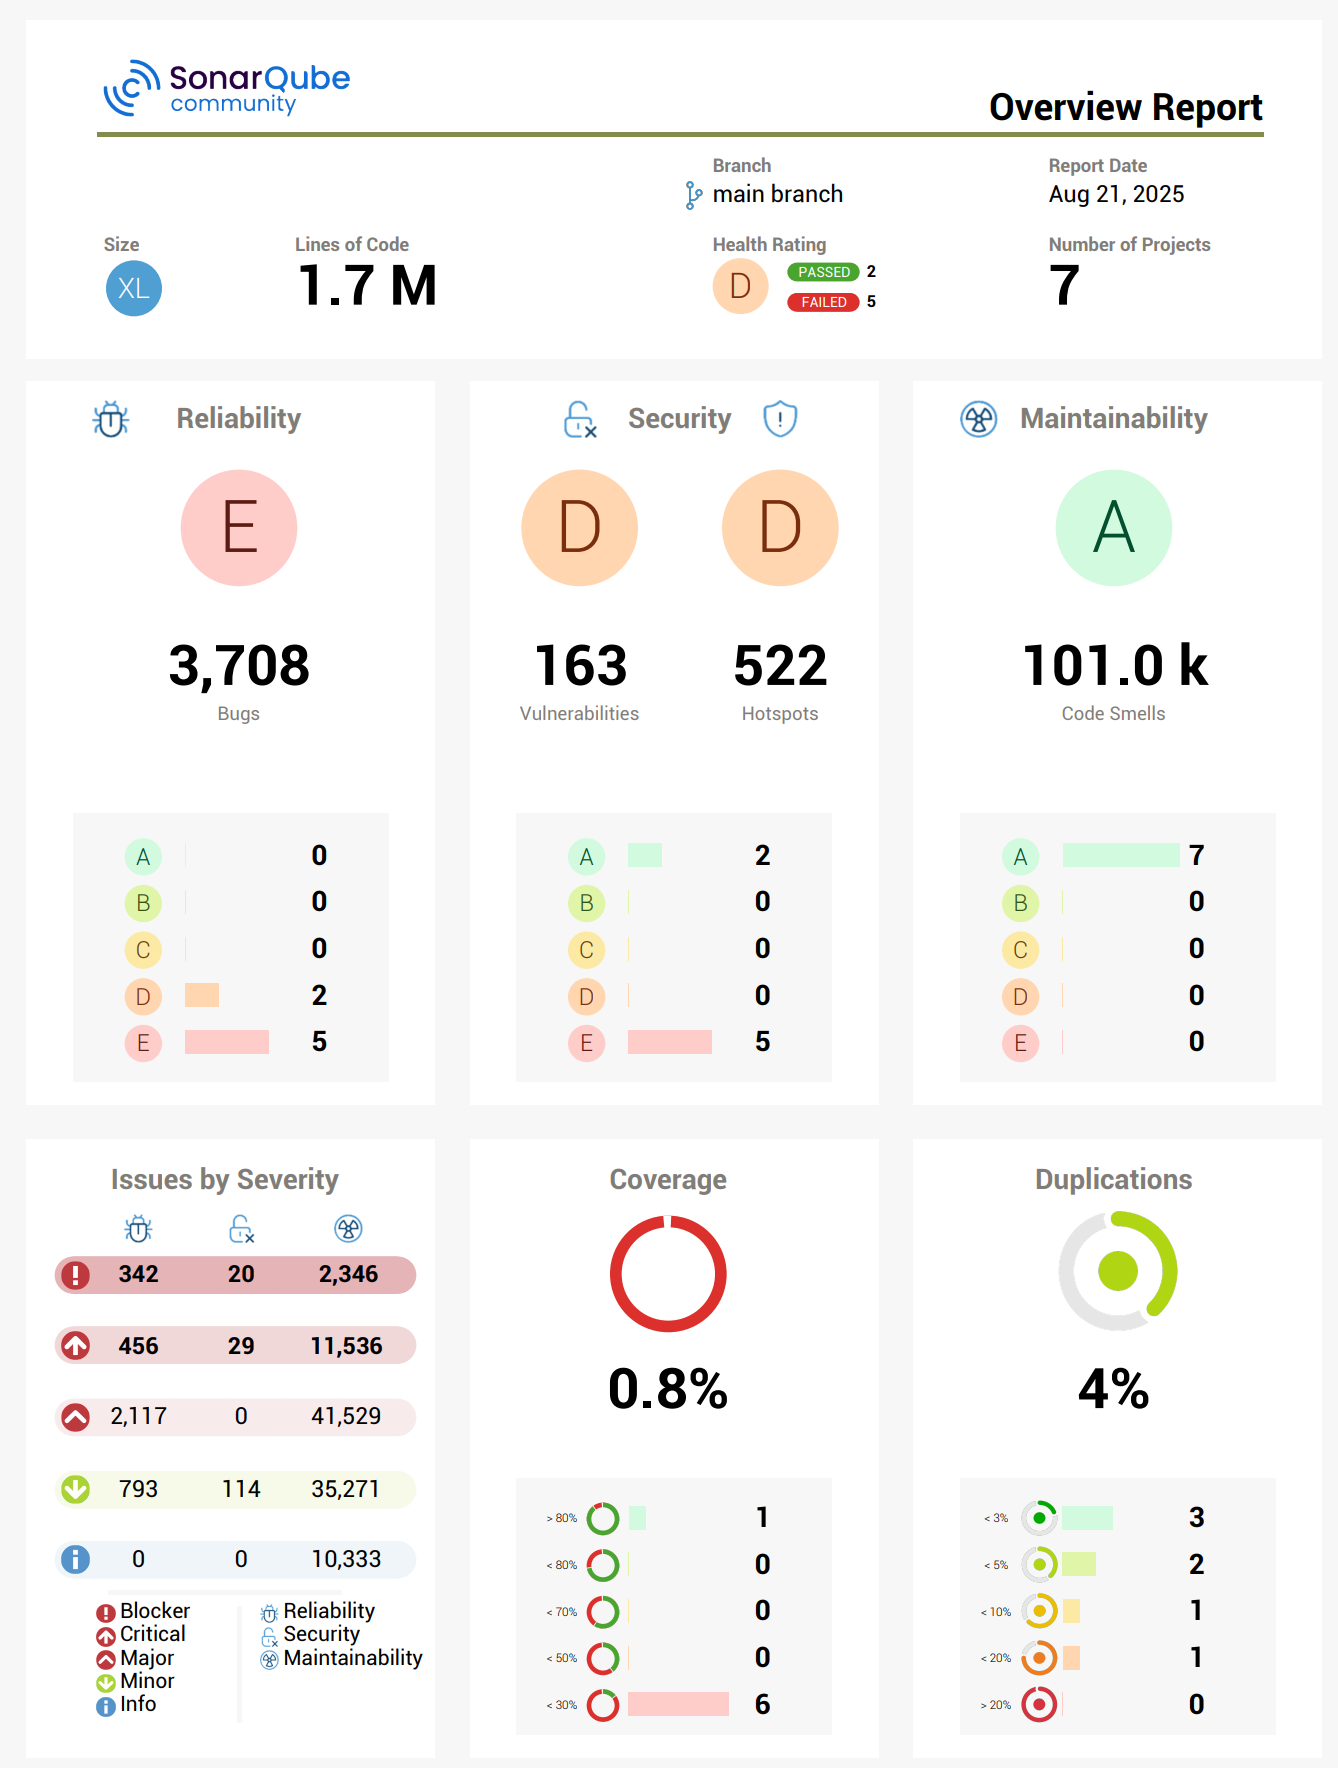 SonarQube
community
Overview Report
Branch
main branch
Report Date
Aug 21, 2025
Size
XL
Lines of Code
1.7 M
Health Rating
D
PASSED 2
FAILED 5
Number of Projects
7
Reliability
E
3,708
Bugs
A 0
B 0
C 0
D 2
E 5
Security
D D
163 522
Vulnerabilities Hotspots
A 2
B 0
C 0
D 0
E 5
Maintainability
A
101.0 k
Code Smells
A 7
B 0
C 0
D 0
E 0
Issues by Severity
342 20 2,346
456 29 11,536
2,117 0 41,529
793 114 35,271
0 0 10,333
Blocker
Critical
Major
Minor
Info
Reliability
Security
Maintainability
Coverage
0.8%
> 80% 1
< 80% 0
< 70% 0
< 50% 0
< 30% 6
Duplications
4%
< 3% 3
< 5% 2
< 10% 1
< 20% 1
> 20% 0